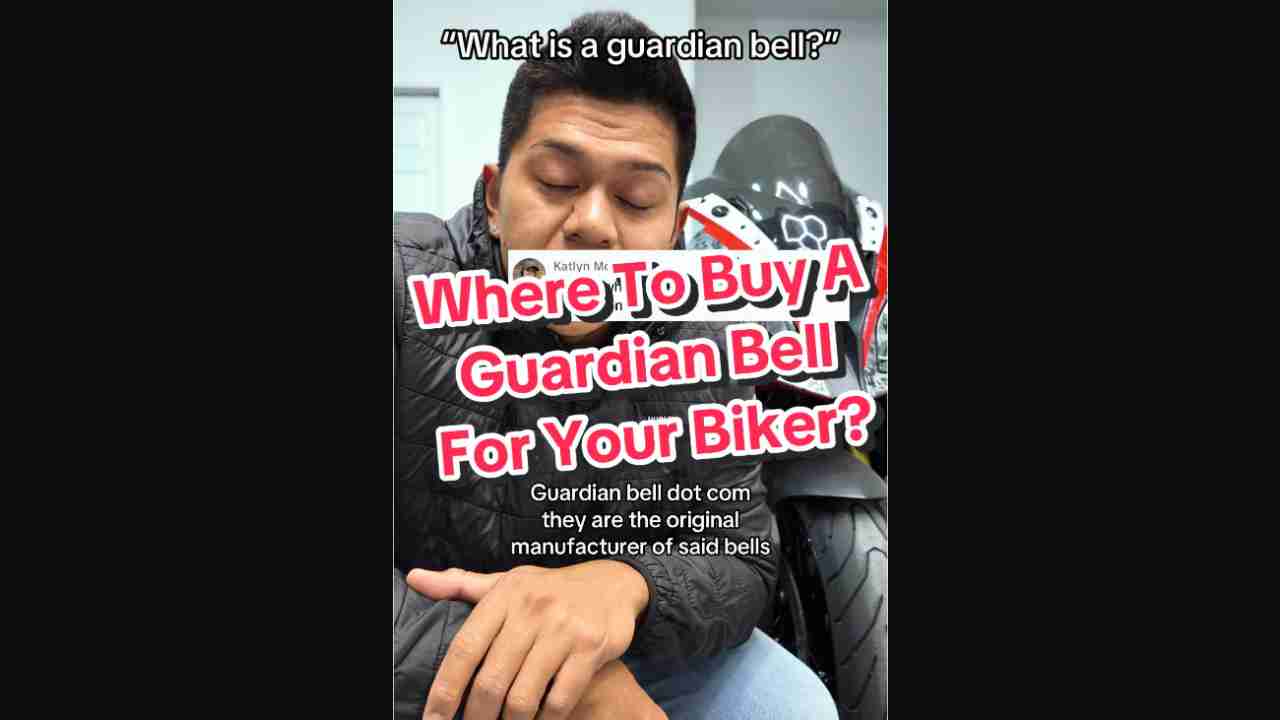 “What is a guardian bell?”
Katlyn
Where To Buy A
Guardian Bell
For Your Biker?
Guardian bell dot com
they are the original
manufacturer of said bells